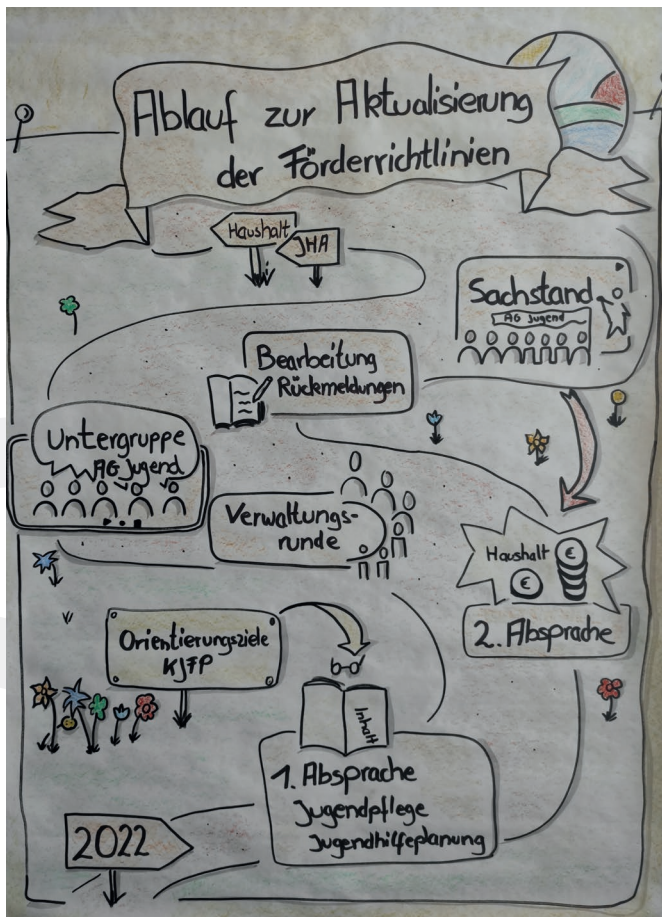 Ablauf zur Aktualisierung
der Förderrichtlinien
Haushalt
JHA
Sachstand
AG Jugend
Bearbeitung
Rückmeldungen
Untergruppe
AG Jugend
Verwaltungs-
runde
Haushalt
€
€
2. Absprache
Orientierungsziele
KJFP
Inhalt
1. Absprache
Jugendpflege
Jugendhilfeplanung
2022